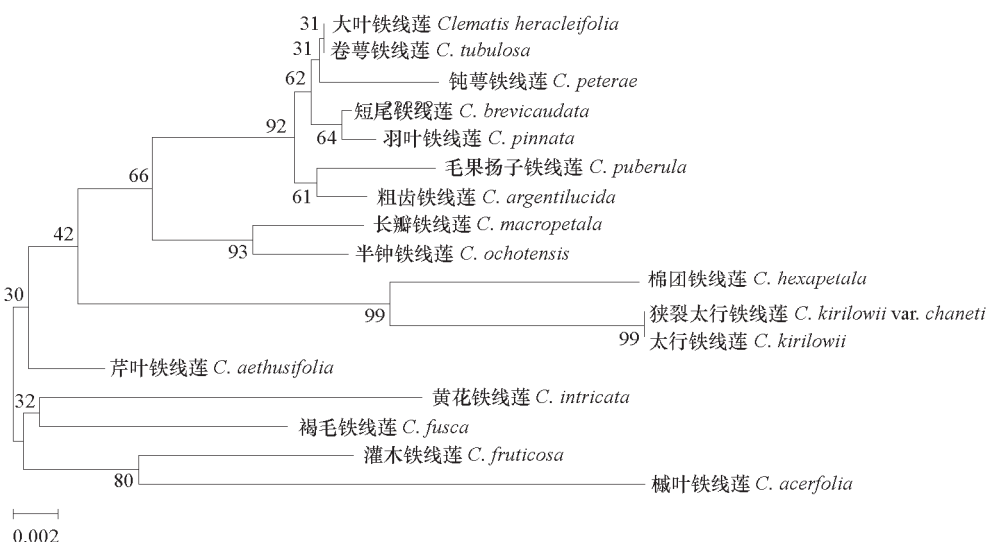 31 大叶铁线莲 Clematis heracleifolia
31 卷萼铁线莲 C. tubulosa
62 钝萼铁线莲 C. peterae
短尾铁线莲 C. brevicaudata
92 64 羽叶铁线莲 C. pinnata
66 毛果扬子铁线莲 C. puberula
61 粗齿铁线莲 C. argentilucida
42 长瓣铁线莲 C. macropetala
93 半钟铁线莲 C. ochotensis
30 棉团铁线莲 C. hexapetala
99 狭裂太行铁线莲 C. kirilowii var. chaneti
99 太行铁线莲 C. kirilowii
芹叶铁线莲 C. aethusifolia
32 黄花铁线莲 C. intricata
褐毛铁线莲 C. fusca
灌木铁线莲 C. fruticosa
80 槭叶铁线莲 C. acerfolia
0.002